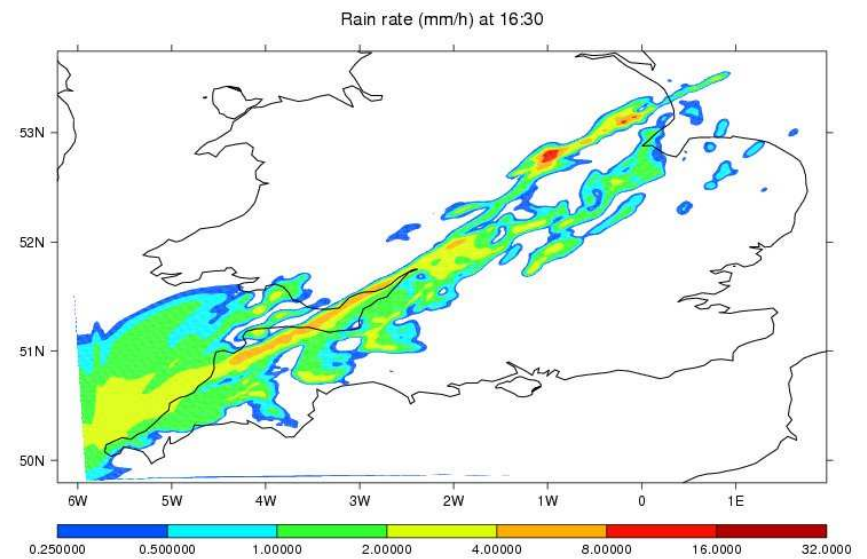 Rain rate (mm/h) at 16:30
53N
52N
51N
50N
6W 5W 4W 3W 2W 1W 0 1E
0.250000 0.500000 1.00000 2.00000 4.00000 8.00000 16.0000 32.0000